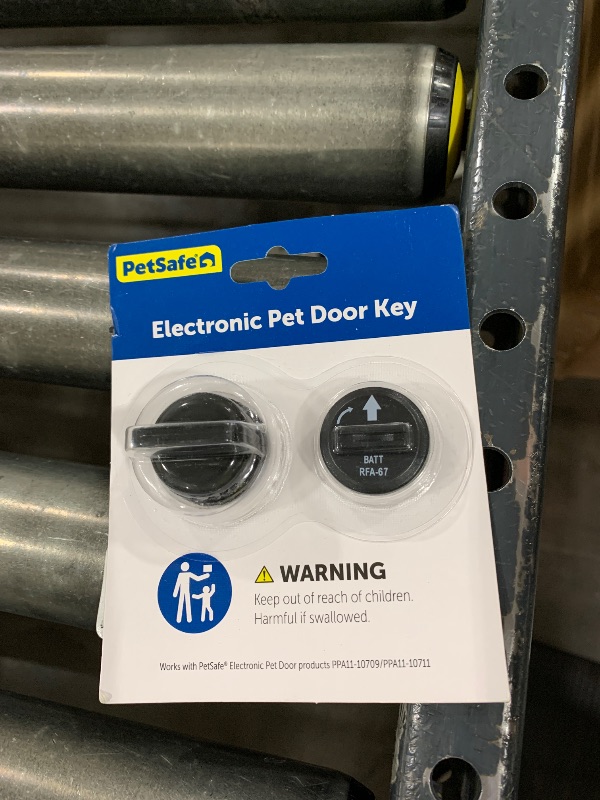 PetSafe
Electronic Pet Door Key
BATT
RFA-67
WARNING
Keep out of reach of children.
Harmful if swallowed.
Works with PetSafe® Electronic Pet Door products PPA11-10709/PPA11-10711